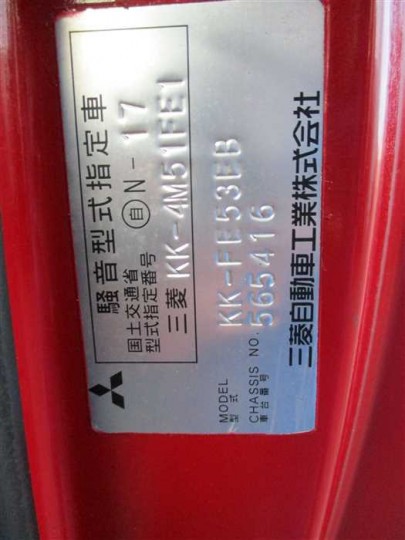 騒音型式指定車
国土交通省
型式指定番号 自N-17
三菱 KK-4M51FE1
MODEL
型式 KK-FE53EB
CHASSIS NO.
車台番号 565416
三菱自動車工業株式会社